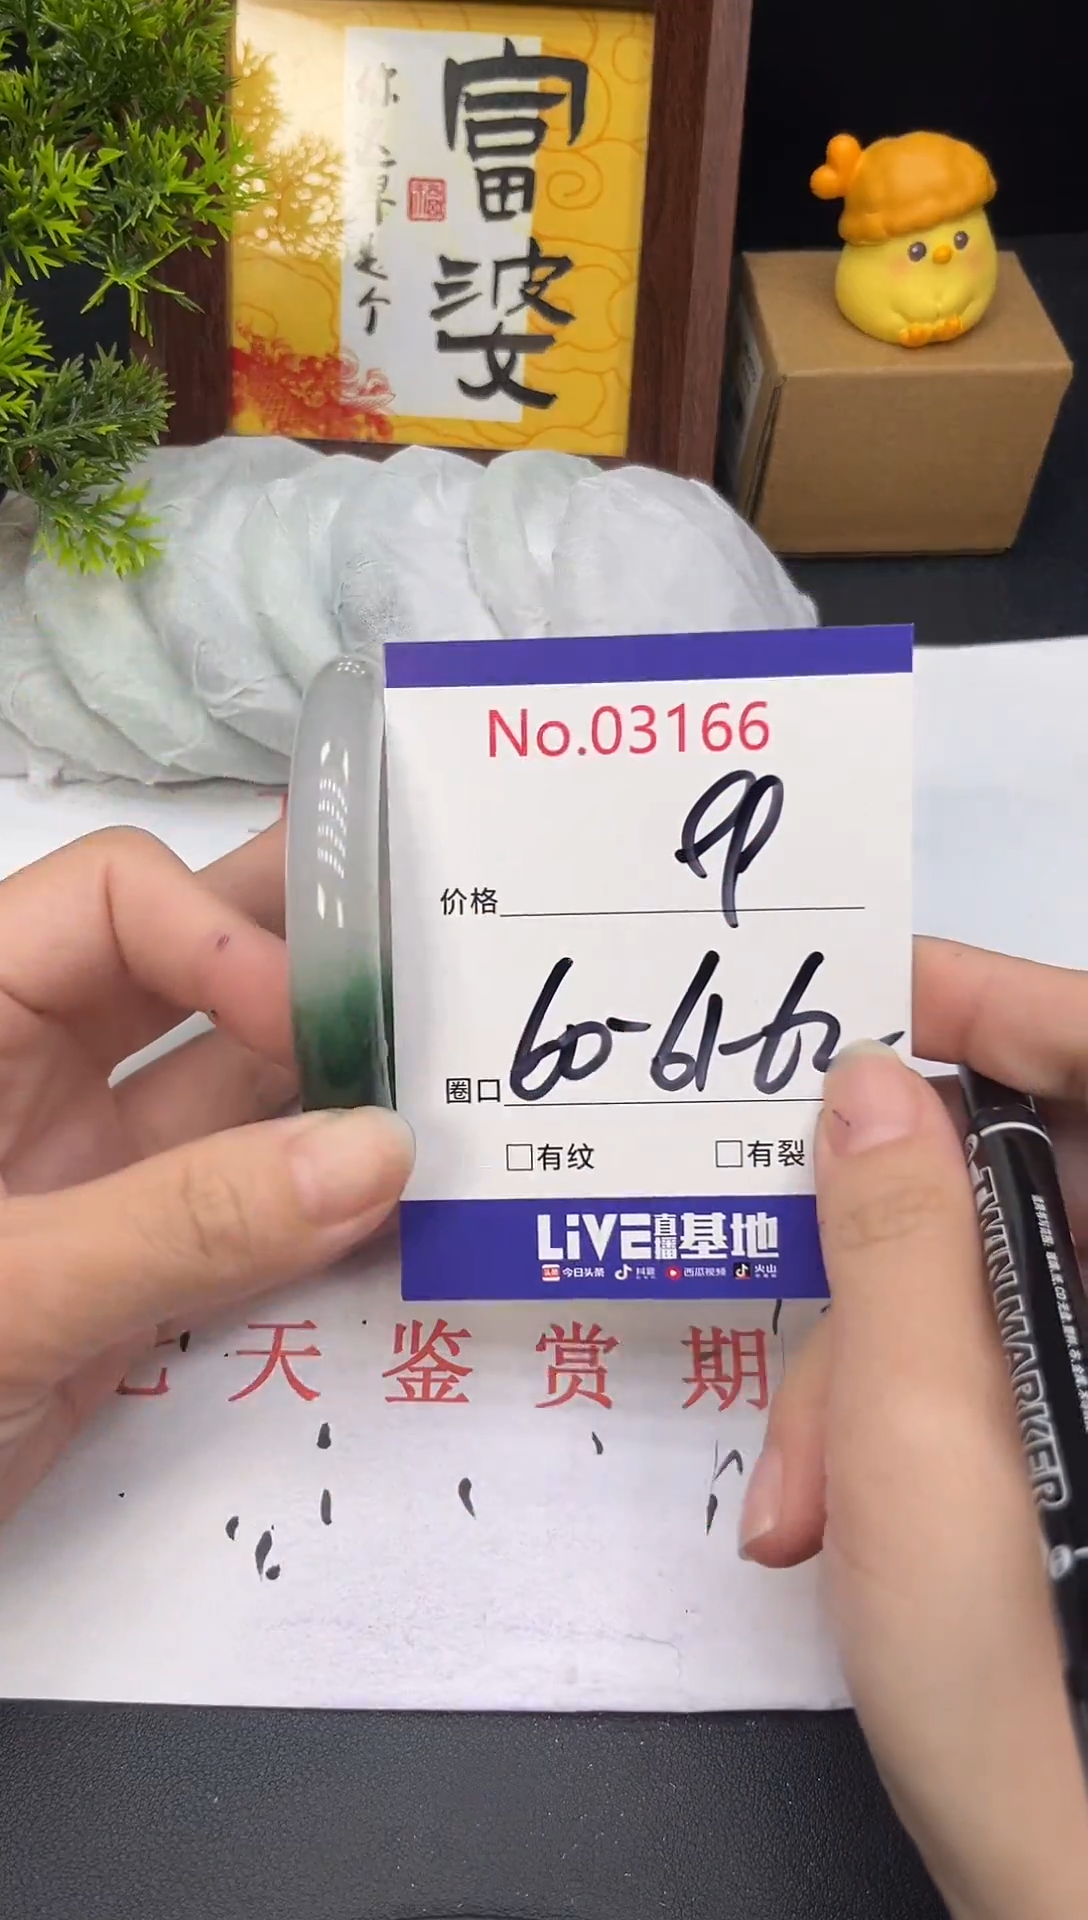 富婆
No.03166
价格 99
圈口 60-61-62-
□有纹 □有裂
LiVE直播基地
头条 今日头条 抖音 西瓜视频 火山
天鉴赏期
TWINMARKER